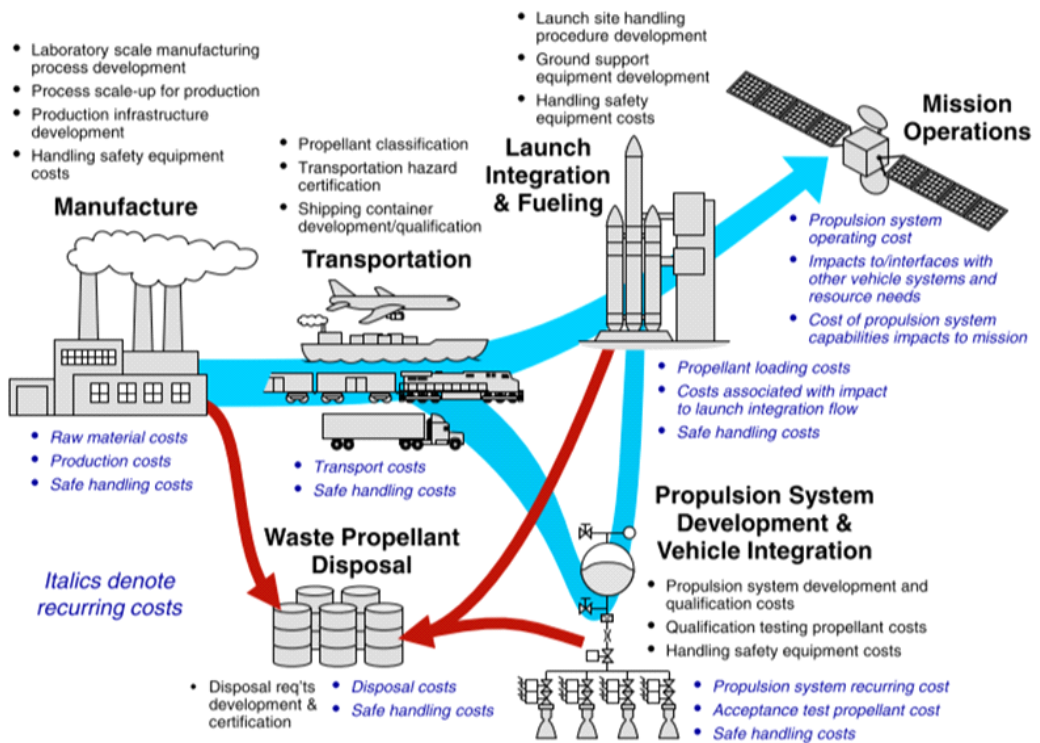 • Laboratory scale manufacturing
process development
• Process scale-up for production
• Production infrastructure
development
• Handling safety equipment
costs
Manufacture
• Raw material costs
• Production costs
• Safe handling costs
• Propellant classification
• Transportation hazard
certification
• Shipping container
development/qualification
Transportation
• Transport costs
• Safe handling costs
• Launch site handling
procedure development
• Ground support
equipment development
• Handling safety
equipment costs
Launch
Integration
& Fueling
• Propellant loading costs
• Costs associated with impact
to launch integration flow
• Safe handling costs
Mission
Operations
• Propulsion system
operating cost
• Impacts to/interfaces with
other vehicle systems and
resource needs
• Cost of propulsion system
capabilities impacts to mission
Propulsion System
Development &
Vehicle Integration
• Propulsion system development and
qualification costs
• Qualification testing propellant costs
• Handling safety equipment costs
• Propulsion system recurring cost
• Acceptance test propellant cost
• Safe handling costs
Waste Propellant
Disposal
• Disposal req'ts
development &
certification
• Disposal costs
• Safe handling costs
Italics denote
recurring costs